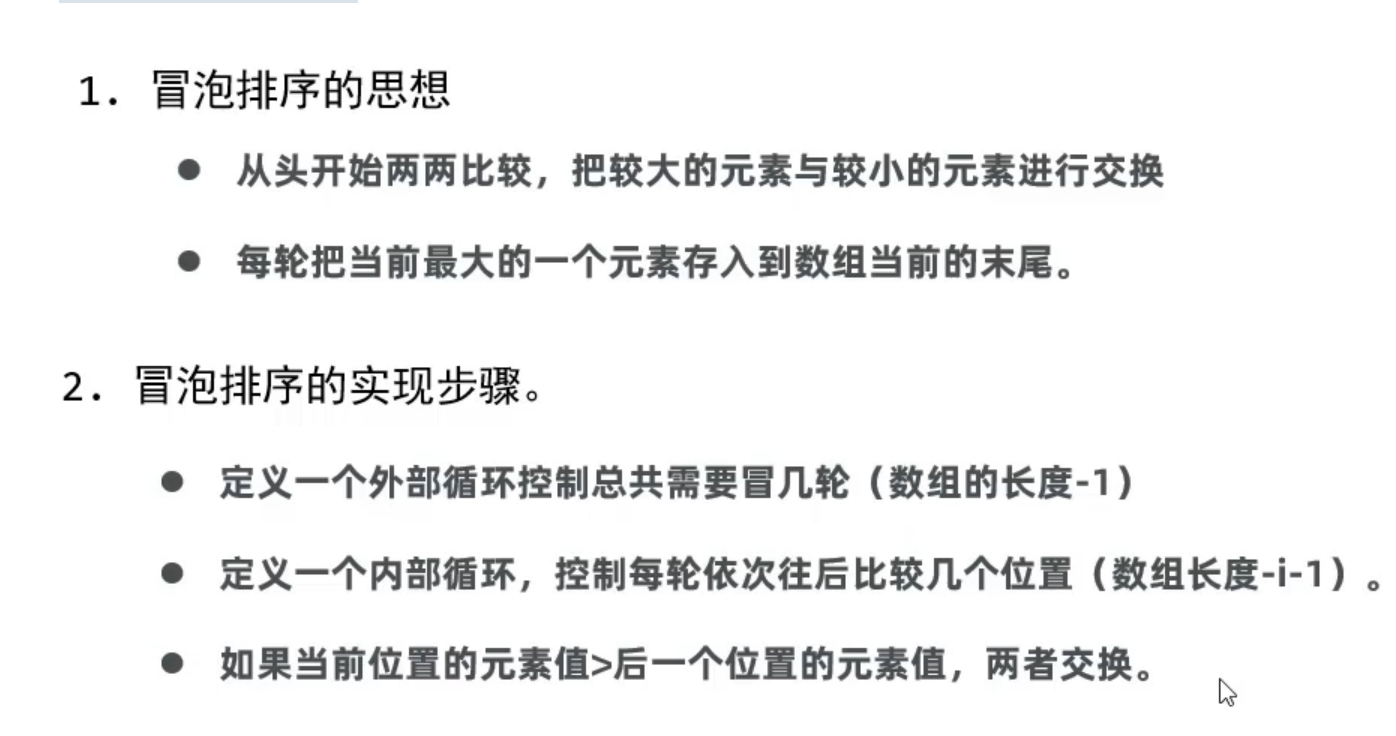 1. 冒泡排序的思想
● 从头开始两两比较，把较大的元素与较小的元素进行交换
● 每轮把当前最大的一个元素存入到数组当前的末尾。
2. 冒泡排序的实现步骤。
● 定义一个外部循环控制总共需要冒几轮（数组的长度-1）
● 定义一个内部循环，控制每轮依次往后比较几个位置（数组长度-i-1）。
● 如果当前位置的元素值>后一个位置的元素值，两者交换。